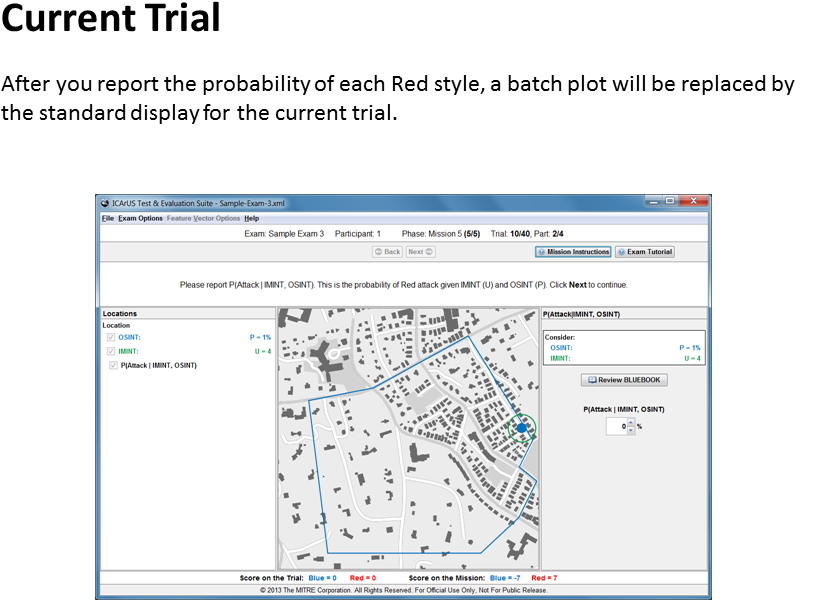 Current Trial
After you report the probability of each Red style, a batch plot will be replaced by
the standard display for the current trial.
ICArUS Test & Evaluation Suite - Sample-Exam-3.xml
File Exam Options Feature Vector Options Help
Exam: Sample Exam 3 Participant: 1 Phase: Mission 5 (5/5) Trial: 10/40, Part: 2/4
Back Next Mission Instructions Exam Tutorial
Please report P(Attack | IMINT, OSINT). This is the probability of Red attack given IMINT (U) and OSINT (P). Click Next to continue.
Locations
Location
OSINT: P = 1%
IMINT: U = 4
P(Attack | IMINT, OSINT)
P(Attack|IMINT, OSINT)
Consider:
OSINT: P = 1%
IMINT: U = 4
Review BLUEBOOK
P(Attack | IMINT, OSINT)
0 %
Score on the Trial: Blue = 0 Red = 0 Score on the Mission: Blue = -7 Red = 7
© 2013 The MITRE Corporation. All Rights Reserved. For Official Use Only. Not For Public Release.